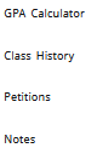 GPA Calculator
Class History
Petitions
Notes